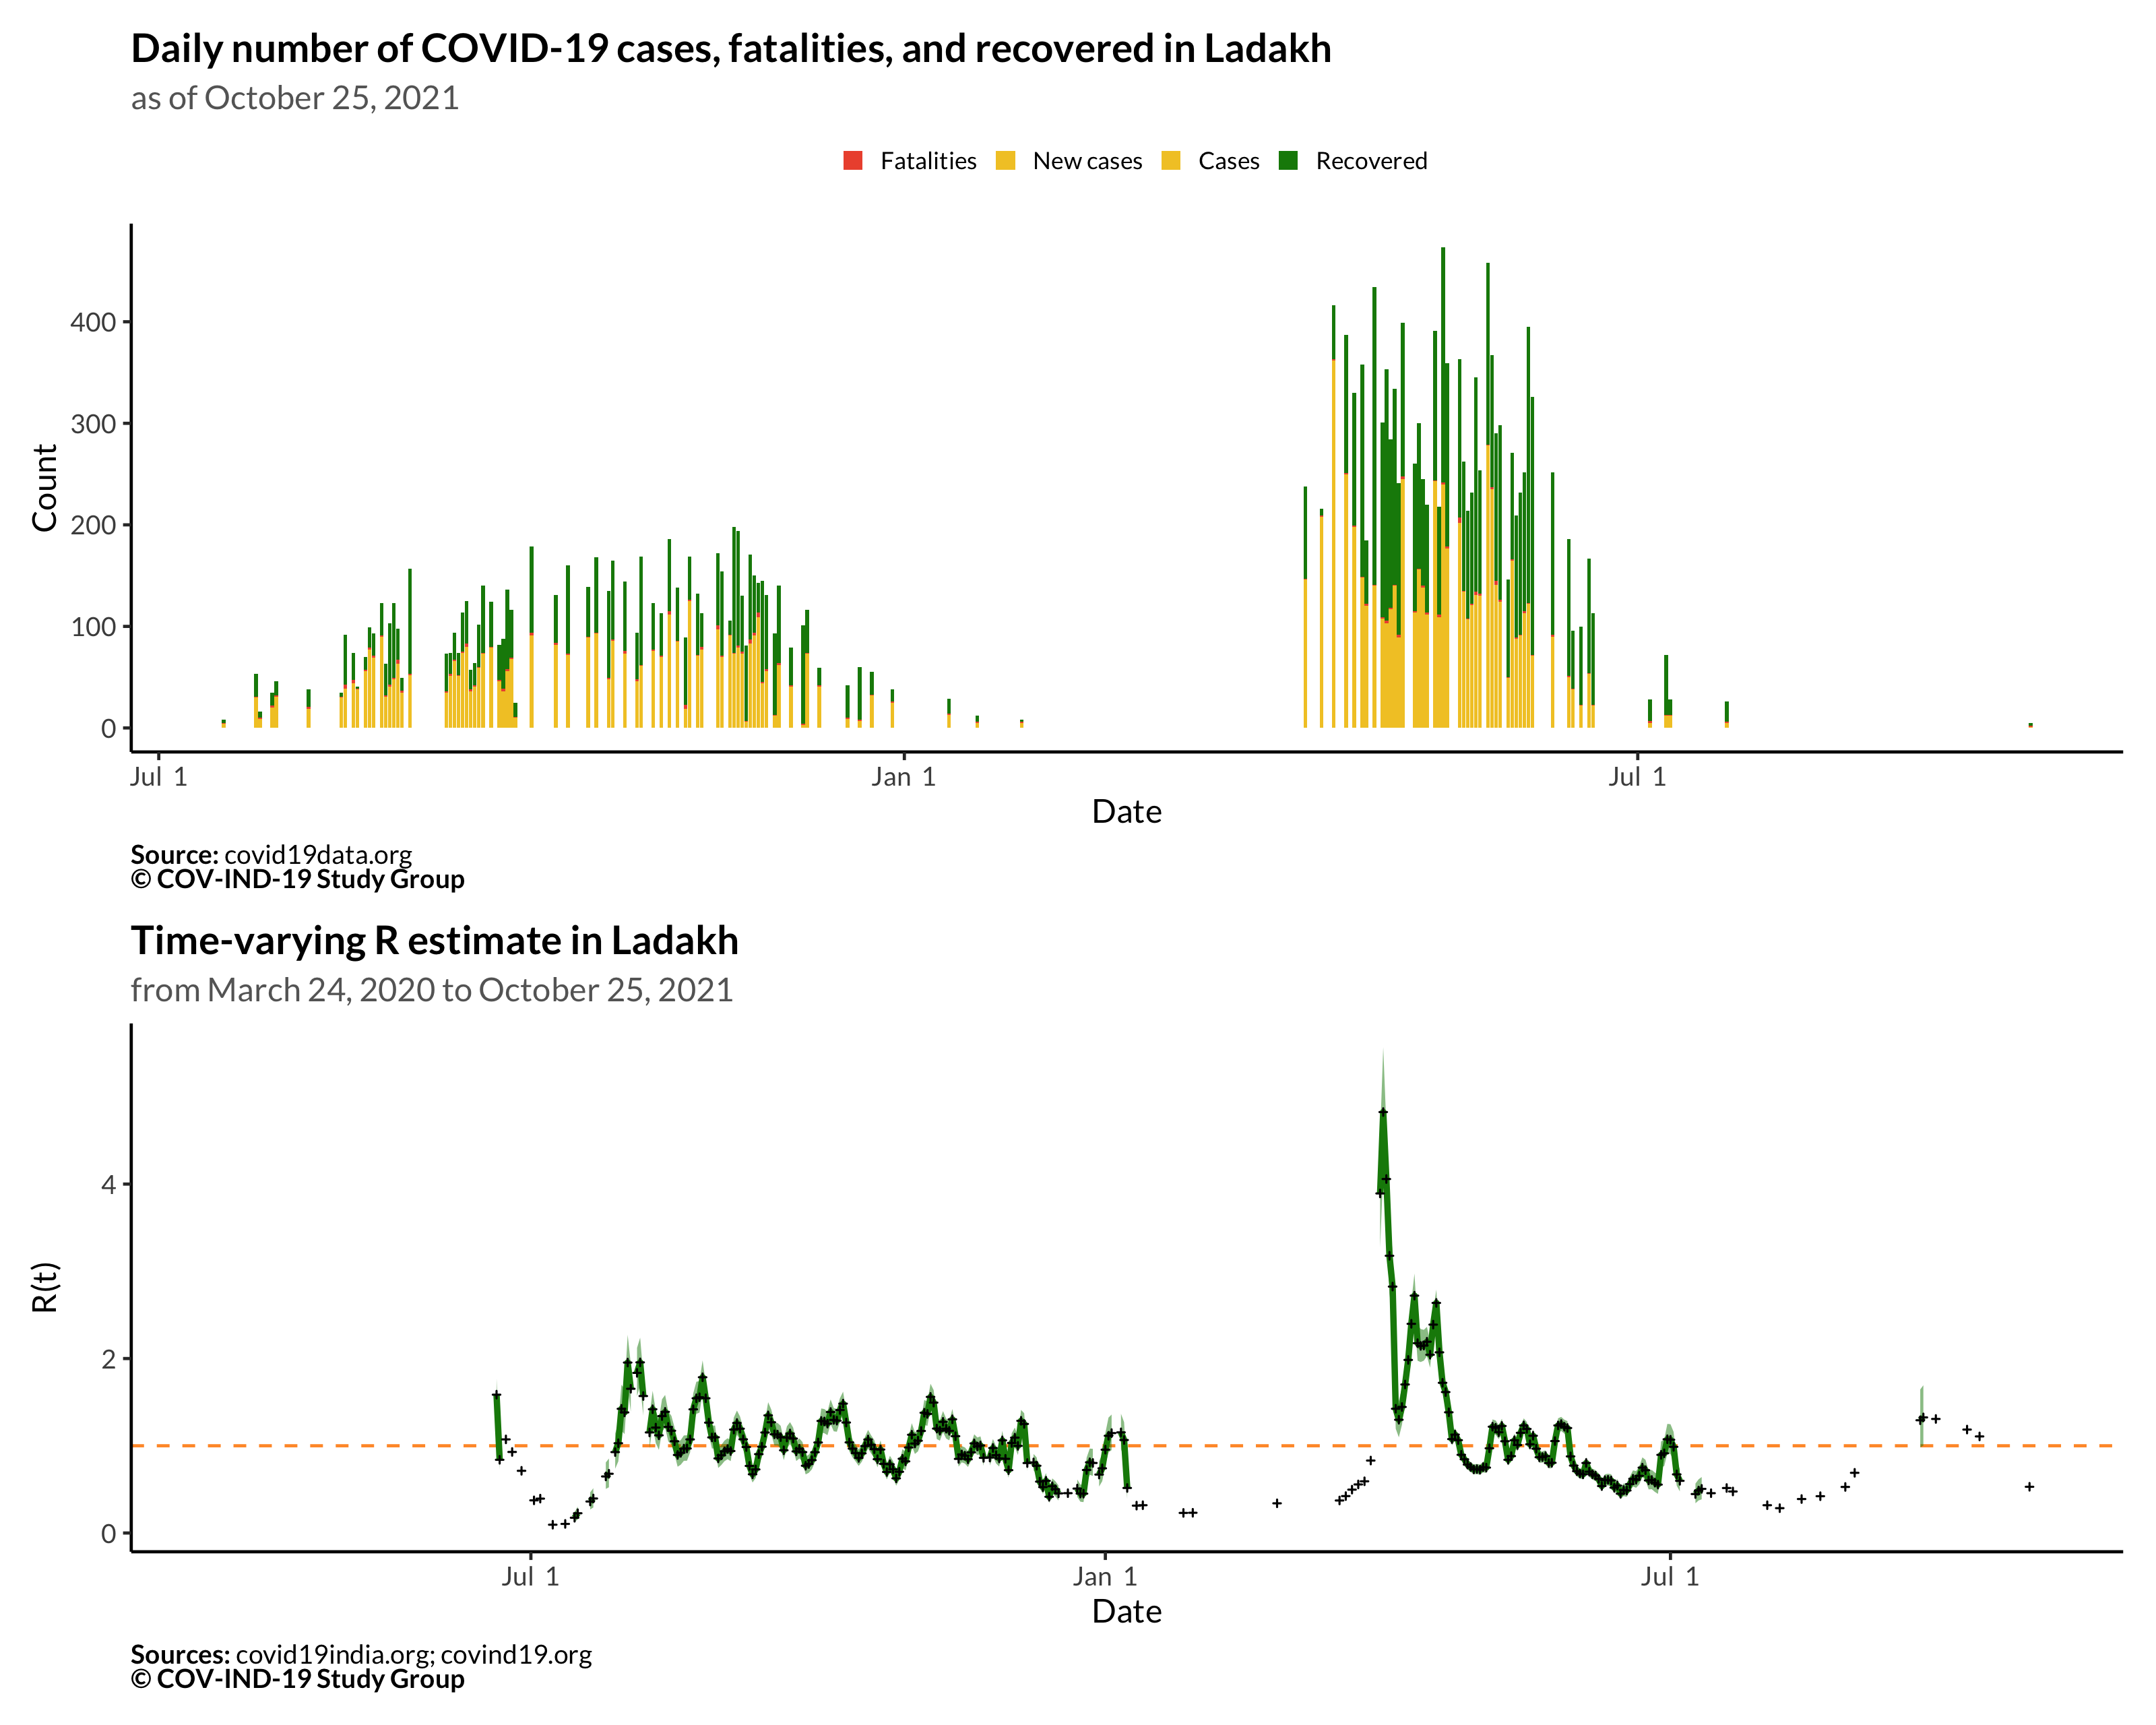 Daily number of COVID-19 cases, fatalities, and recovered in Ladakh
as of October 25, 2021
Fatalities New cases Cases Recovered
400
300
200
100
0
Count
Jul 1 Jan 1 Jul 1
Date
Source: covid19data.org
© COV-IND-19 Study Group
Time-varying R estimate in Ladakh
from March 24, 2020 to October 25, 2021
4
2
0
R(t)
Jul 1 Jan 1 Jul 1
Date
Sources: covid19india.org; covind19.org
© COV-IND-19 Study Group